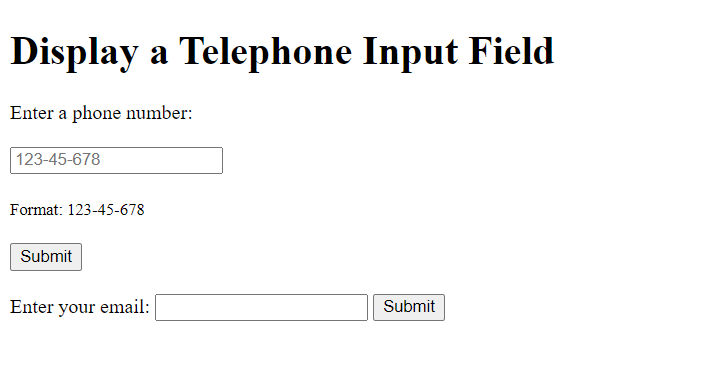 Display a Telephone Input Field
Enter a phone number:
123-45-678
Format: 123-45-678
Submit
Enter your email: Submit